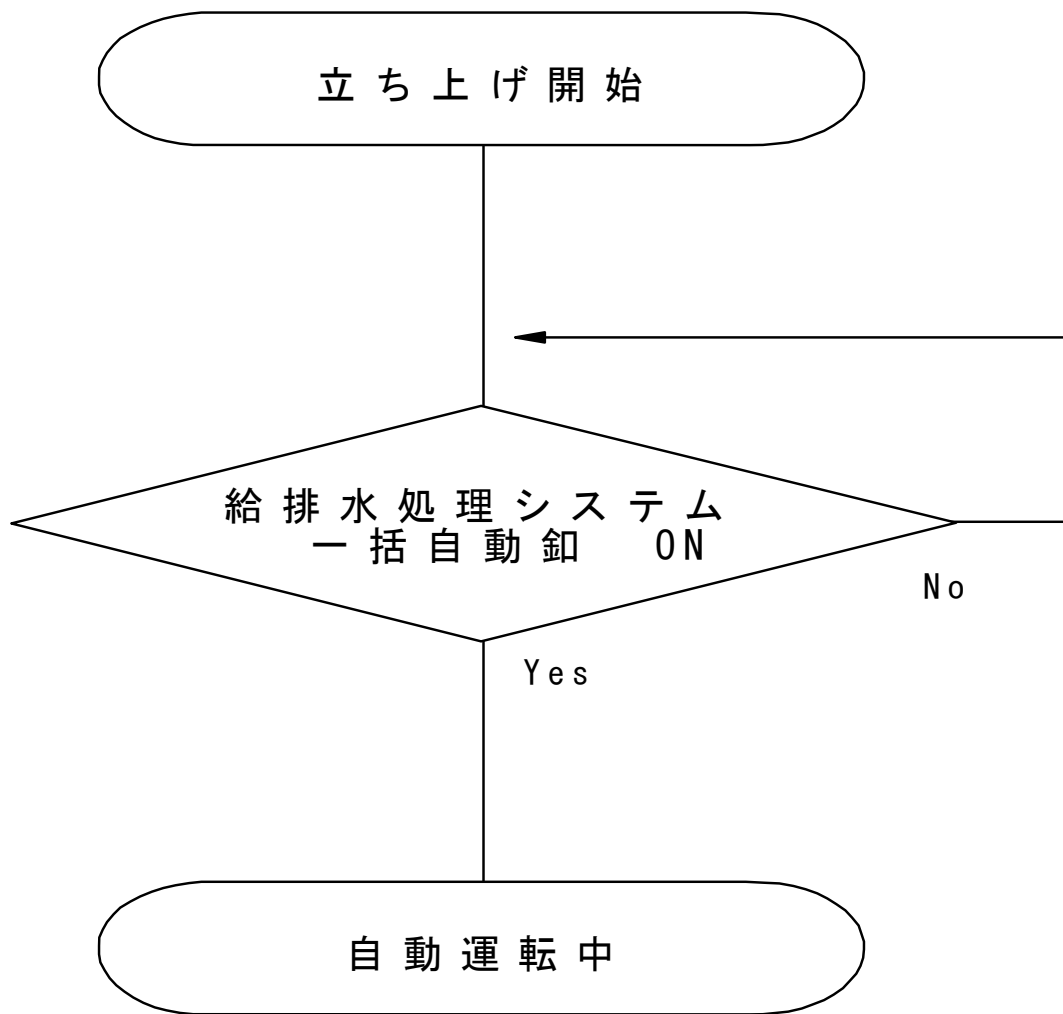 立ち上げ開始
給排水処理システム
一括自動釦 ON
No
Yes
自動運転中